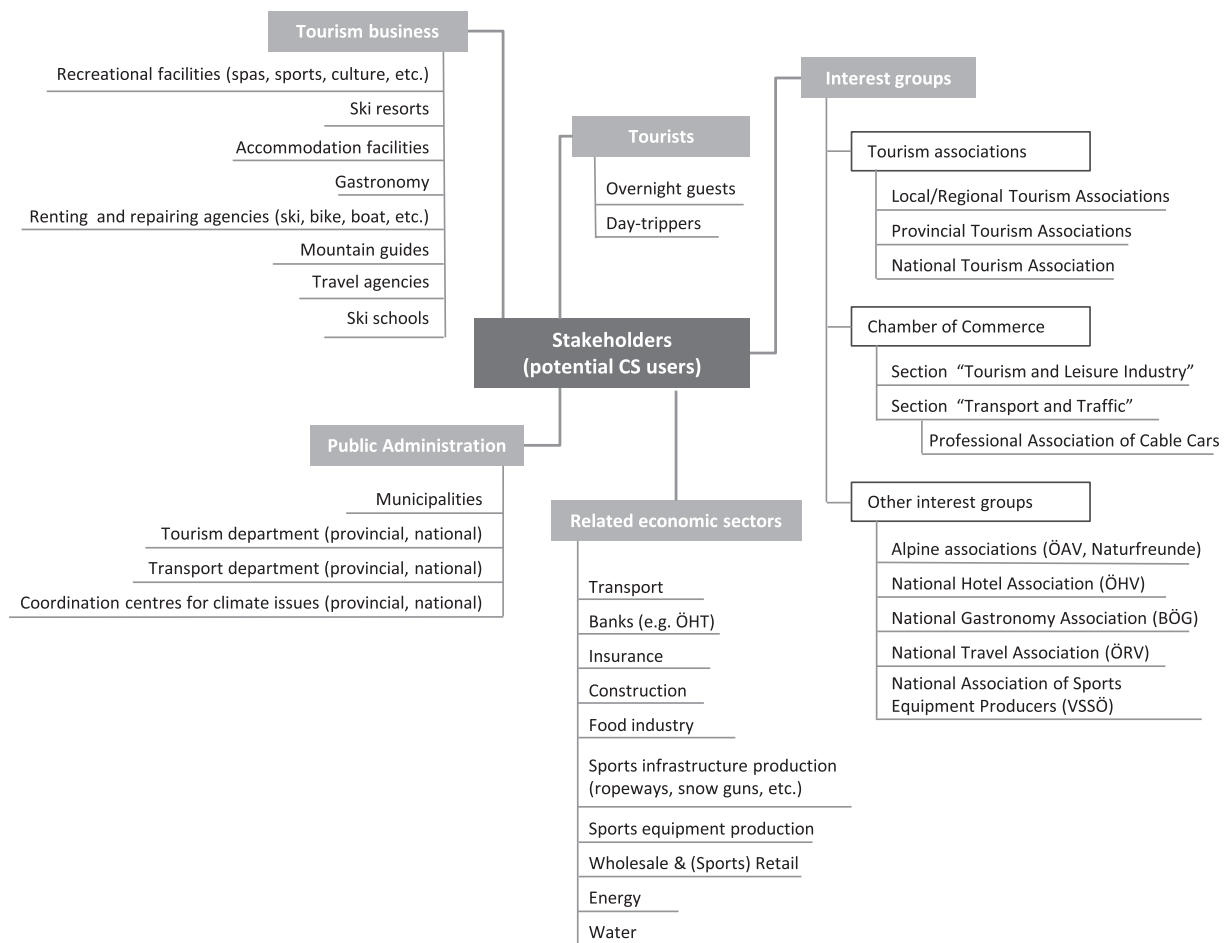 Tourism business
Recreational facilities (spas, sports, culture, etc.)
Ski resorts
Accommodation facilities
Gastronomy
Renting and repairing agencies (ski, bike, boat, etc.)
Mountain guides
Travel agencies
Ski schools
Tourists
Overnight guests
Day-trippers
Interest groups
Tourism associations
Local/Regional Tourism Associations
Provincial Tourism Associations
National Tourism Association
Chamber of Commerce
Section “Tourism and Leisure Industry”
Section “Transport and Traffic”
Professional Association of Cable Cars
Other interest groups
Alpine associations (ÖAV, Naturfreunde)
National Hotel Association (ÖHV)
National Gastronomy Association (BÖG)
National Travel Association (ÖRV)
National Association of Sports
Equipment Producers (VSSÖ)
Stakeholders
(potential CS users)
Public Administration
Municipalities
Tourism department (provincial, national)
Transport department (provincial, national)
Coordination centres for climate issues (provincial, national)
Related economic sectors
Transport
Banks (e.g. ÖHT)
Insurance
Construction
Food industry
Sports infrastructure production
(ropeways, snow guns, etc.)
Sports equipment production
Wholesale & (Sports) Retail
Energy
Water